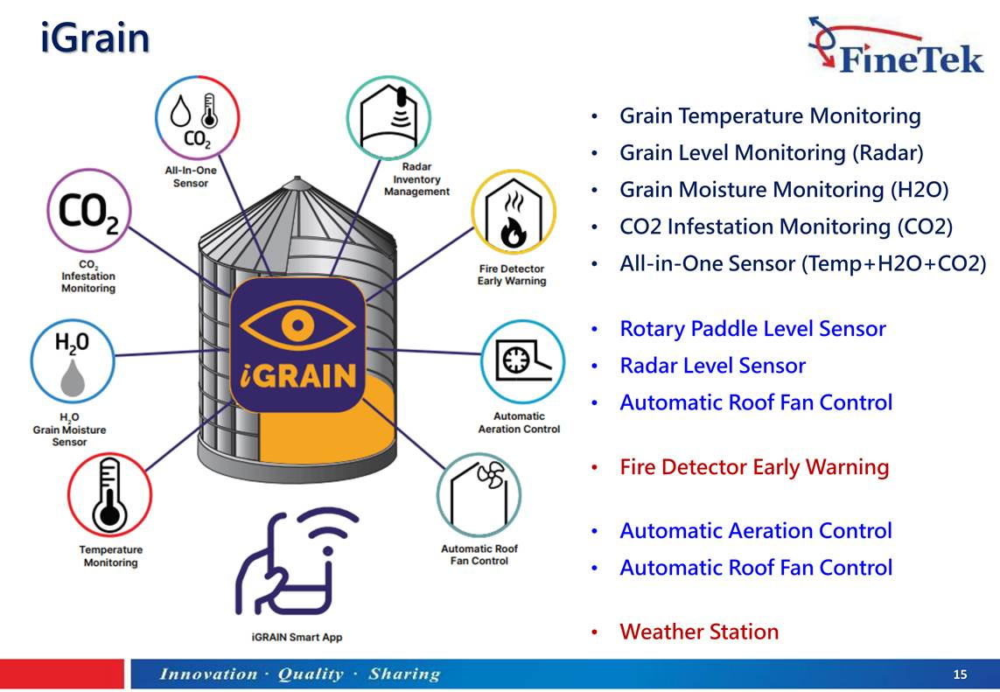 iGrain
FineTek
CO2
All-In-One
Sensor
Radar
Inventory
Management
CO2
CO2
Infestation
Monitoring
Fire Detector
Early Warning
H2O
H2O
Grain Moisture
Sensor
iGRAIN
Automatic
Aeration Control
Temperature
Monitoring
Automatic Roof
Fan Control
iGRAIN Smart App
• Grain Temperature Monitoring
• Grain Level Monitoring (Radar)
• Grain Moisture Monitoring (H2O)
• CO2 Infestation Monitoring (CO2)
• All-in-One Sensor (Temp+H2O+CO2)
• Rotary Paddle Level Sensor
• Radar Level Sensor
• Automatic Roof Fan Control
• Fire Detector Early Warning
• Automatic Aeration Control
• Automatic Roof Fan Control
• Weather Station
Innovation · Quality · Sharing
15